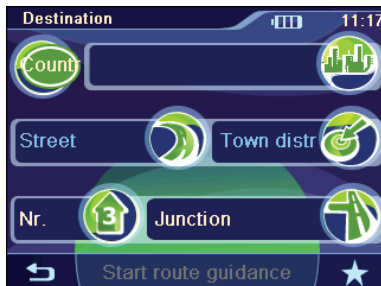 Destination 11:17
Countr
Street Town distr
Nr. 3 Junction
Start route guidance